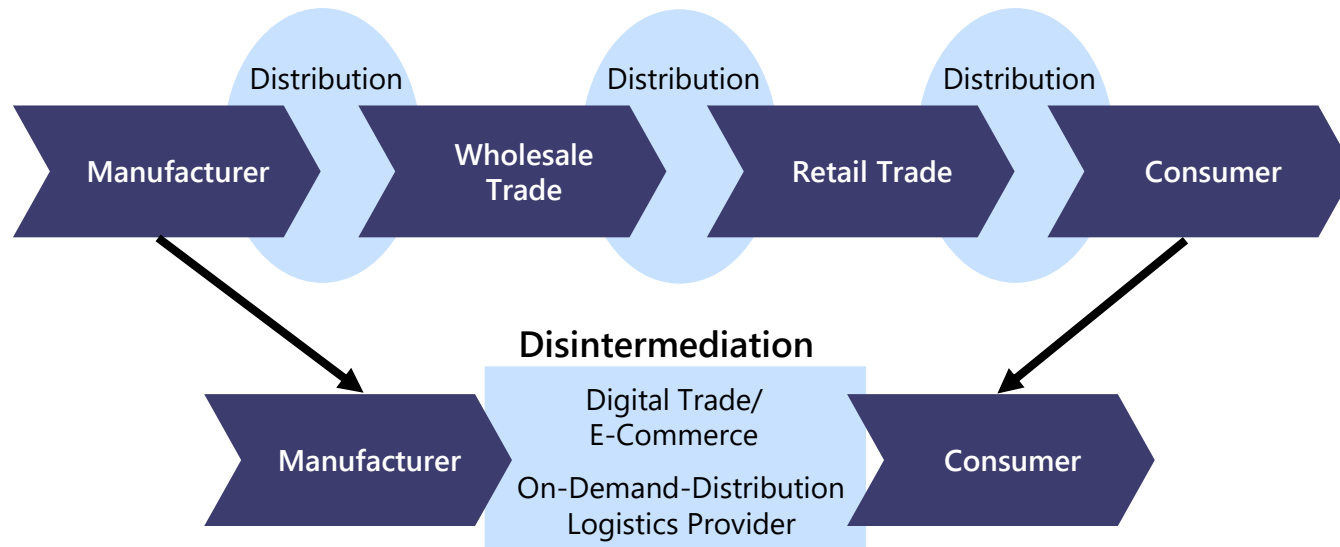 Distribution
Distribution
Distribution
Manufacturer
Wholesale
Trade
Retail Trade
Consumer
Disintermediation
Digital Trade/
E-Commerce
Manufacturer
Consumer
On-Demand-Distribution
Logistics Provider